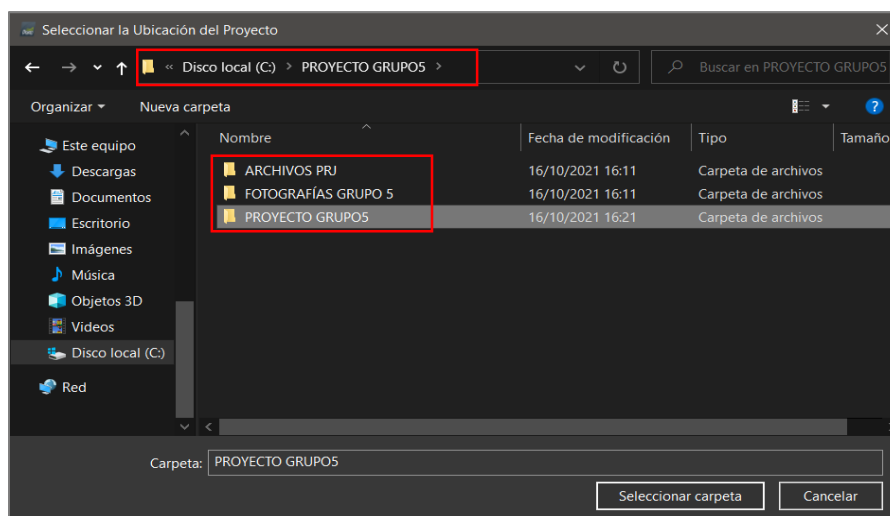 Seleccionar la Ubicación del Proyecto
« Disco local (C:) > PROYECTO GRUPO5 >
Buscar en PROYECTO GRUPO5
Organizar Nueva carpeta
Nombre Fecha de modificación Tipo Tamaño
Este equipo
Descargas
Documentos
Escritorio
Imágenes
Música
Objetos 3D
Videos
Disco local (C:)
Red
ARCHIVOS PRJ 16/10/2021 16:11 Carpeta de archivos
FOTOGRAFÍAS GRUPO 5 16/10/2021 16:11 Carpeta de archivos
PROYECTO GRUPO5 16/10/2021 16:21 Carpeta de archivos
Carpeta: PROYECTO GRUPO5
Seleccionar carpeta Cancelar